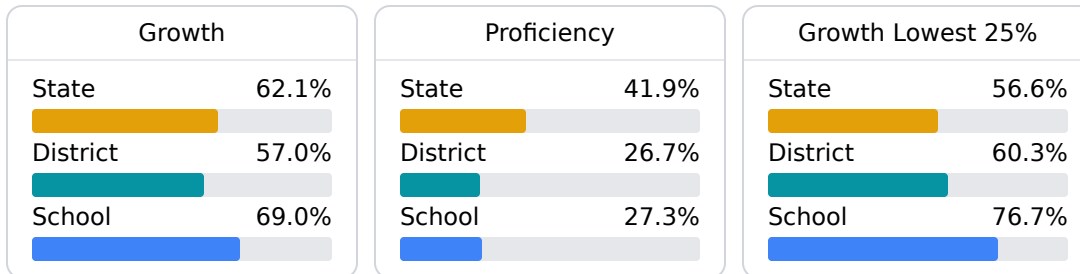 Growth
State 62.1%
District 57.0%
School 69.0%
Proficiency
State 41.9%
District 26.7%
School 27.3%
Growth Lowest 25%
State 56.6%
District 60.3%
School 76.7%